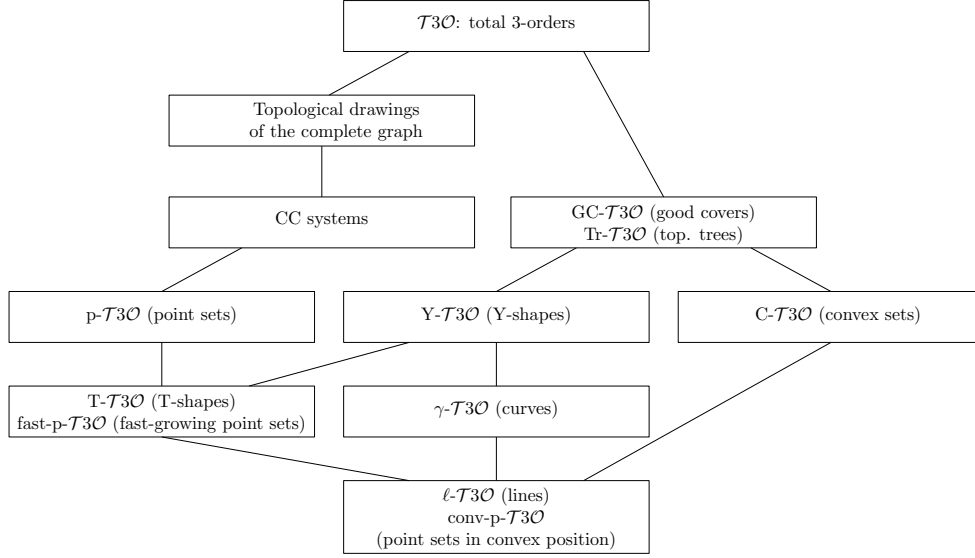 𝒯3𝒪: total 3-orders
Topological drawings
of the complete graph
CC systems
GC-𝒯3𝒪 (good covers)
Tr-𝒯3𝒪 (top. trees)
p-𝒯3𝒪 (point sets)
Y-𝒯3𝒪 (Y-shapes)
C-𝒯3𝒪 (convex sets)
T-𝒯3𝒪 (T-shapes)
fast-p-𝒯3𝒪 (fast-growing point sets)
γ-𝒯3𝒪 (curves)
ℓ-𝒯3𝒪 (lines)
conv-p-𝒯3𝒪
(point sets in convex position)